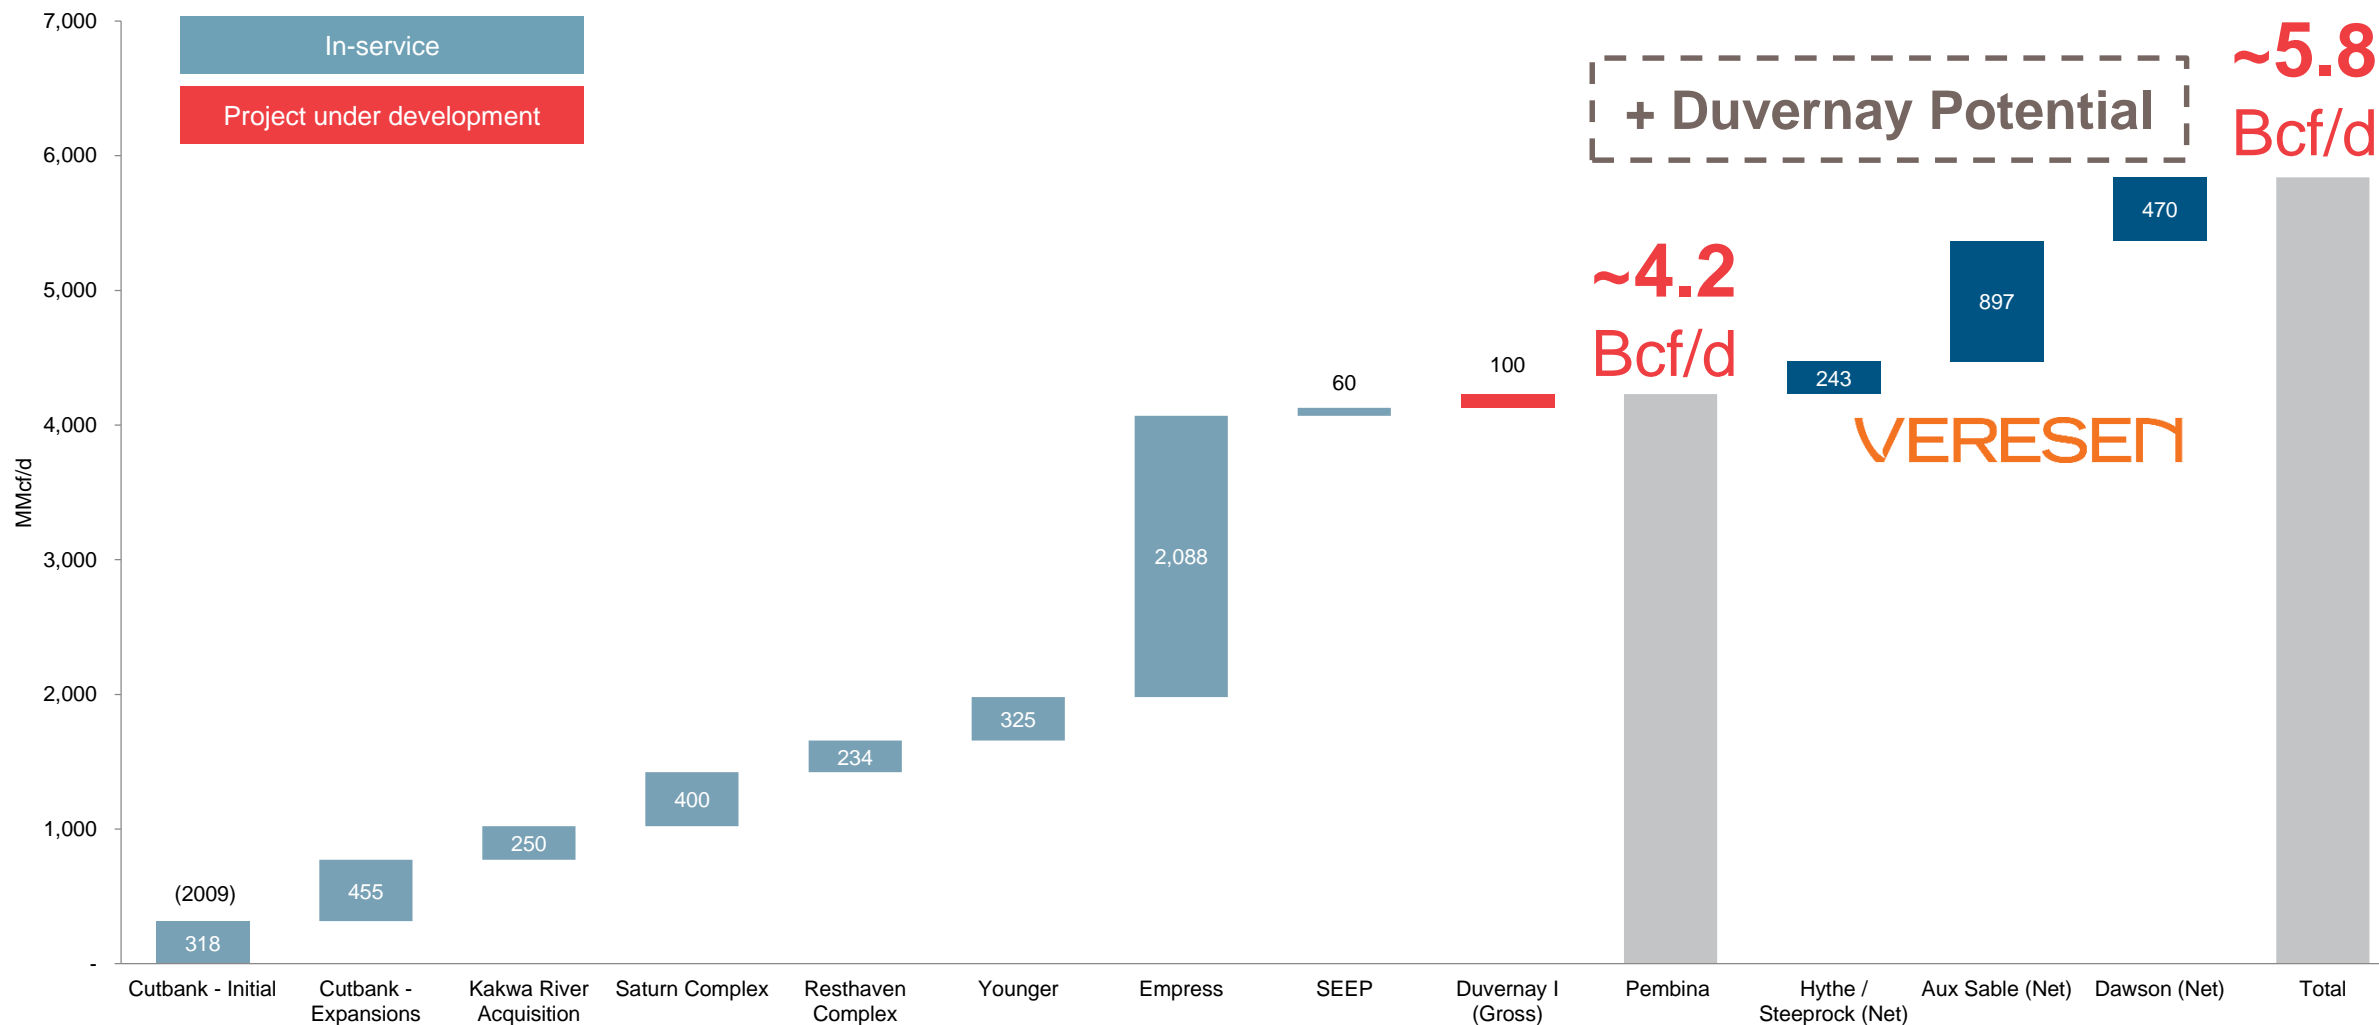 7,000
6,000
5,000
4,000
3,000
2,000
1,000
-
MMcf/d
In-service
Project under development
+ Duvernay Potential
~5.8
Bcf/d
~4.2
Bcf/d
VERESEN
(2009)
318
455
250
400
234
325
2,088
60
100
243
897
470
Cutbank - Initial
Cutbank -
Expansions
Kakwa River
Acquisition
Saturn Complex
Resthaven
Complex
Younger
Empress
SEEP
Duvernay I
(Gross)
Pembina
Hythe /
Steeprock (Net)
Aux Sable (Net)
Dawson (Net)
Total